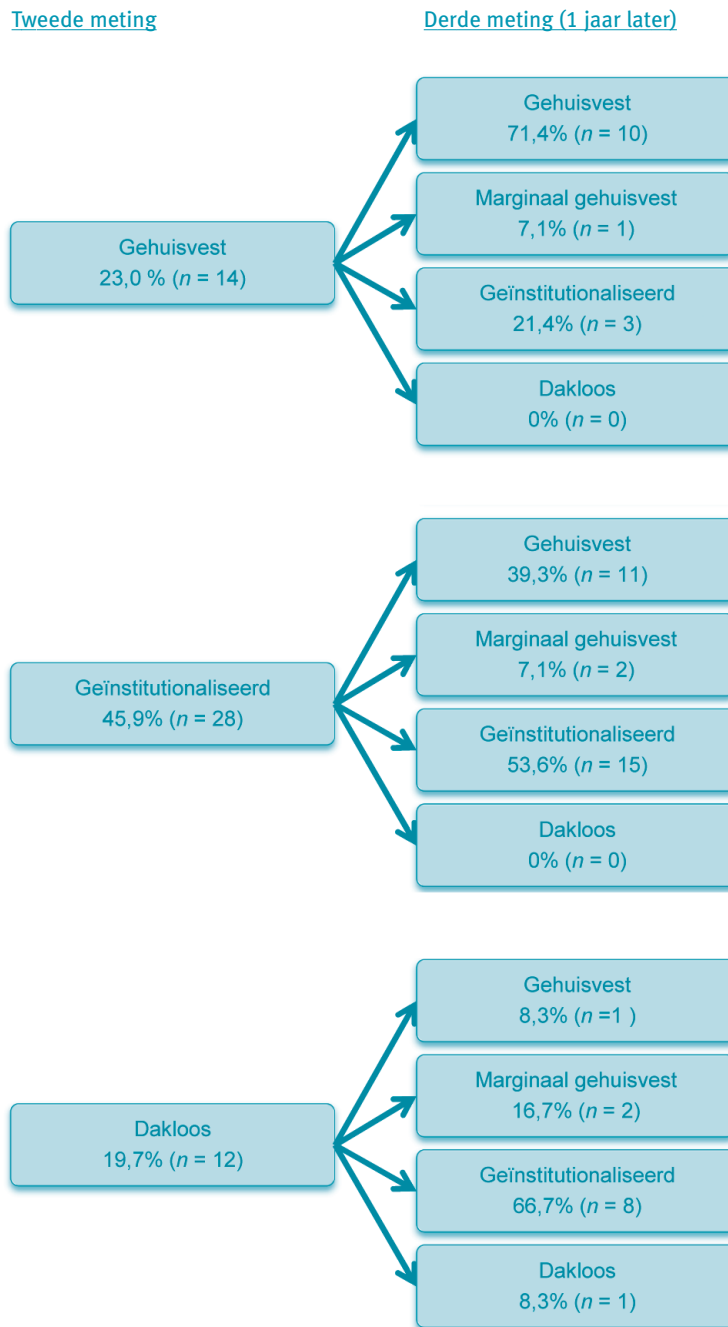 Tweede meting
Derde meting (1 jaar later)
Gehuisvest
23,0 % (n = 14)
Gehuisvest
71,4% (n = 10)
Marginaal gehuisvest
7,1% (n = 1)
Geïnstitutionaliseerd
21,4% (n = 3)
Dakloos
0% (n = 0)
Geïnstitutionaliseerd
45,9% (n = 28)
Gehuisvest
39,3% (n = 11)
Marginaal gehuisvest
7,1% (n = 2)
Geïnstitutionaliseerd
53,6% (n = 15)
Dakloos
0% (n = 0)
Dakloos
19,7% (n = 12)
Gehuisvest
8,3% (n =1 )
Marginaal gehuisvest
16,7% (n = 2)
Geïnstitutionaliseerd
66,7% (n = 8)
Dakloos
8,3% (n = 1)